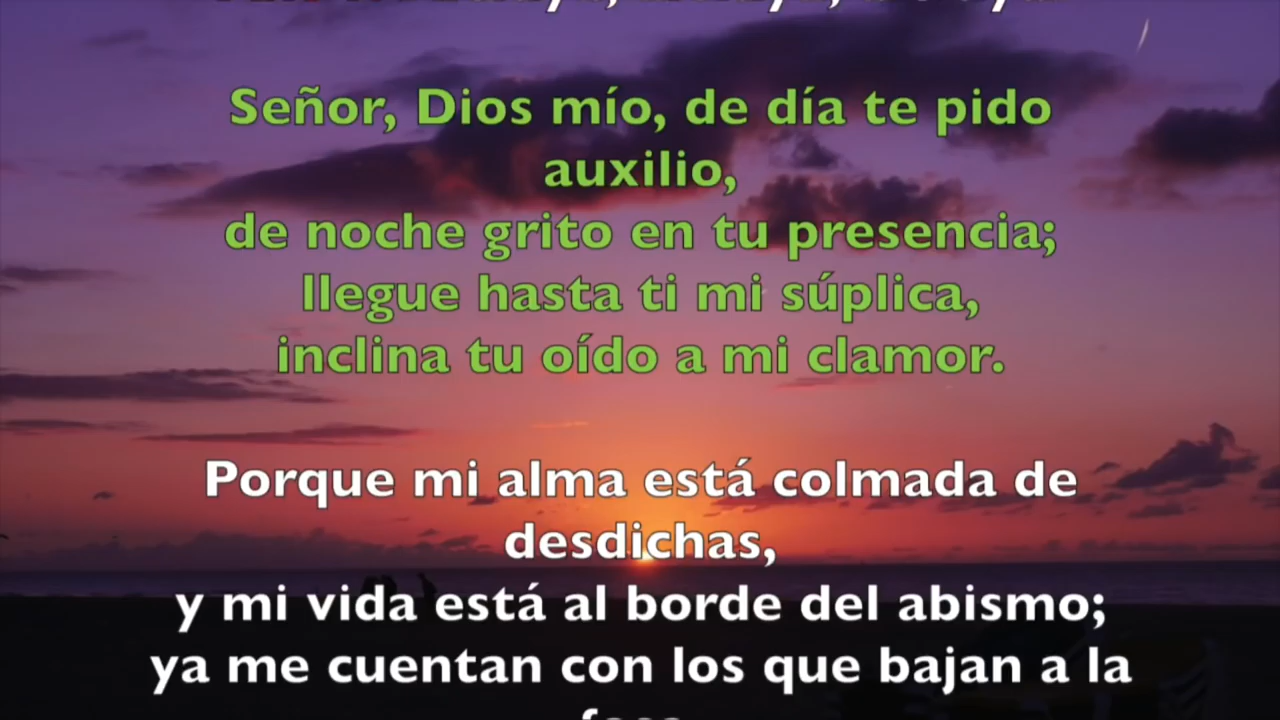 Señor, Dios mío, de día te pido
auxilio,
de noche grito en tu presencia;
llegue hasta ti mi súplica,
inclina tu oído a mi clamor.
Porque mi alma está colmada de
desdichas,
y mi vida está al borde del abismo;
ya me cuentan con los que bajan a la